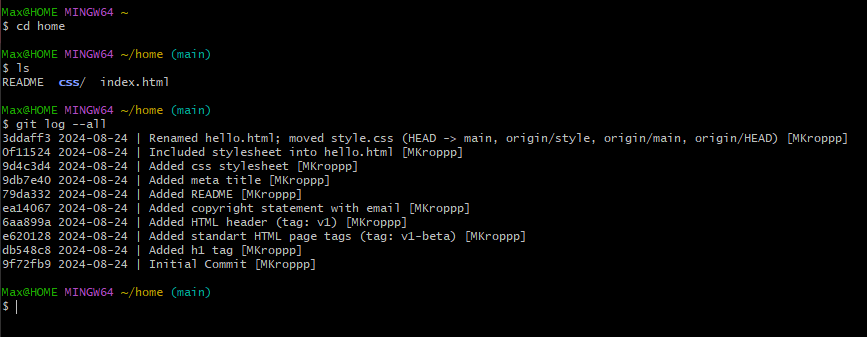 Max@HOME MINGW64 ~
$ cd home
Max@HOME MINGW64 ~/home (main)
$ ls
README  css/  index.html
Max@HOME MINGW64 ~/home (main)
$ git log --all
3ddaff3 2024-08-24 | Renamed hello.html; moved style.css (HEAD -> main, origin/style, origin/main, origin/HEAD) [MKroppp]
0f11524 2024-08-24 | Included stylesheet into hello.html [MKroppp]
9d4c3d4 2024-08-24 | Added css stylesheet [MKroppp]
9db7e40 2024-08-24 | Added meta title [MKroppp]
79da332 2024-08-24 | Added README [MKroppp]
ea14067 2024-08-24 | Added copyright statement with email [MKroppp]
6aa899a 2024-08-24 | Added HTML header (tag: v1) [MKroppp]
e620128 2024-08-24 | Added standart HTML page tags (tag: v1-beta) [MKroppp]
db548c8 2024-08-24 | Added h1 tag [MKroppp]
9f72fb9 2024-08-24 | Initial Commit [MKroppp]
Max@HOME MINGW64 ~/home (main)
$